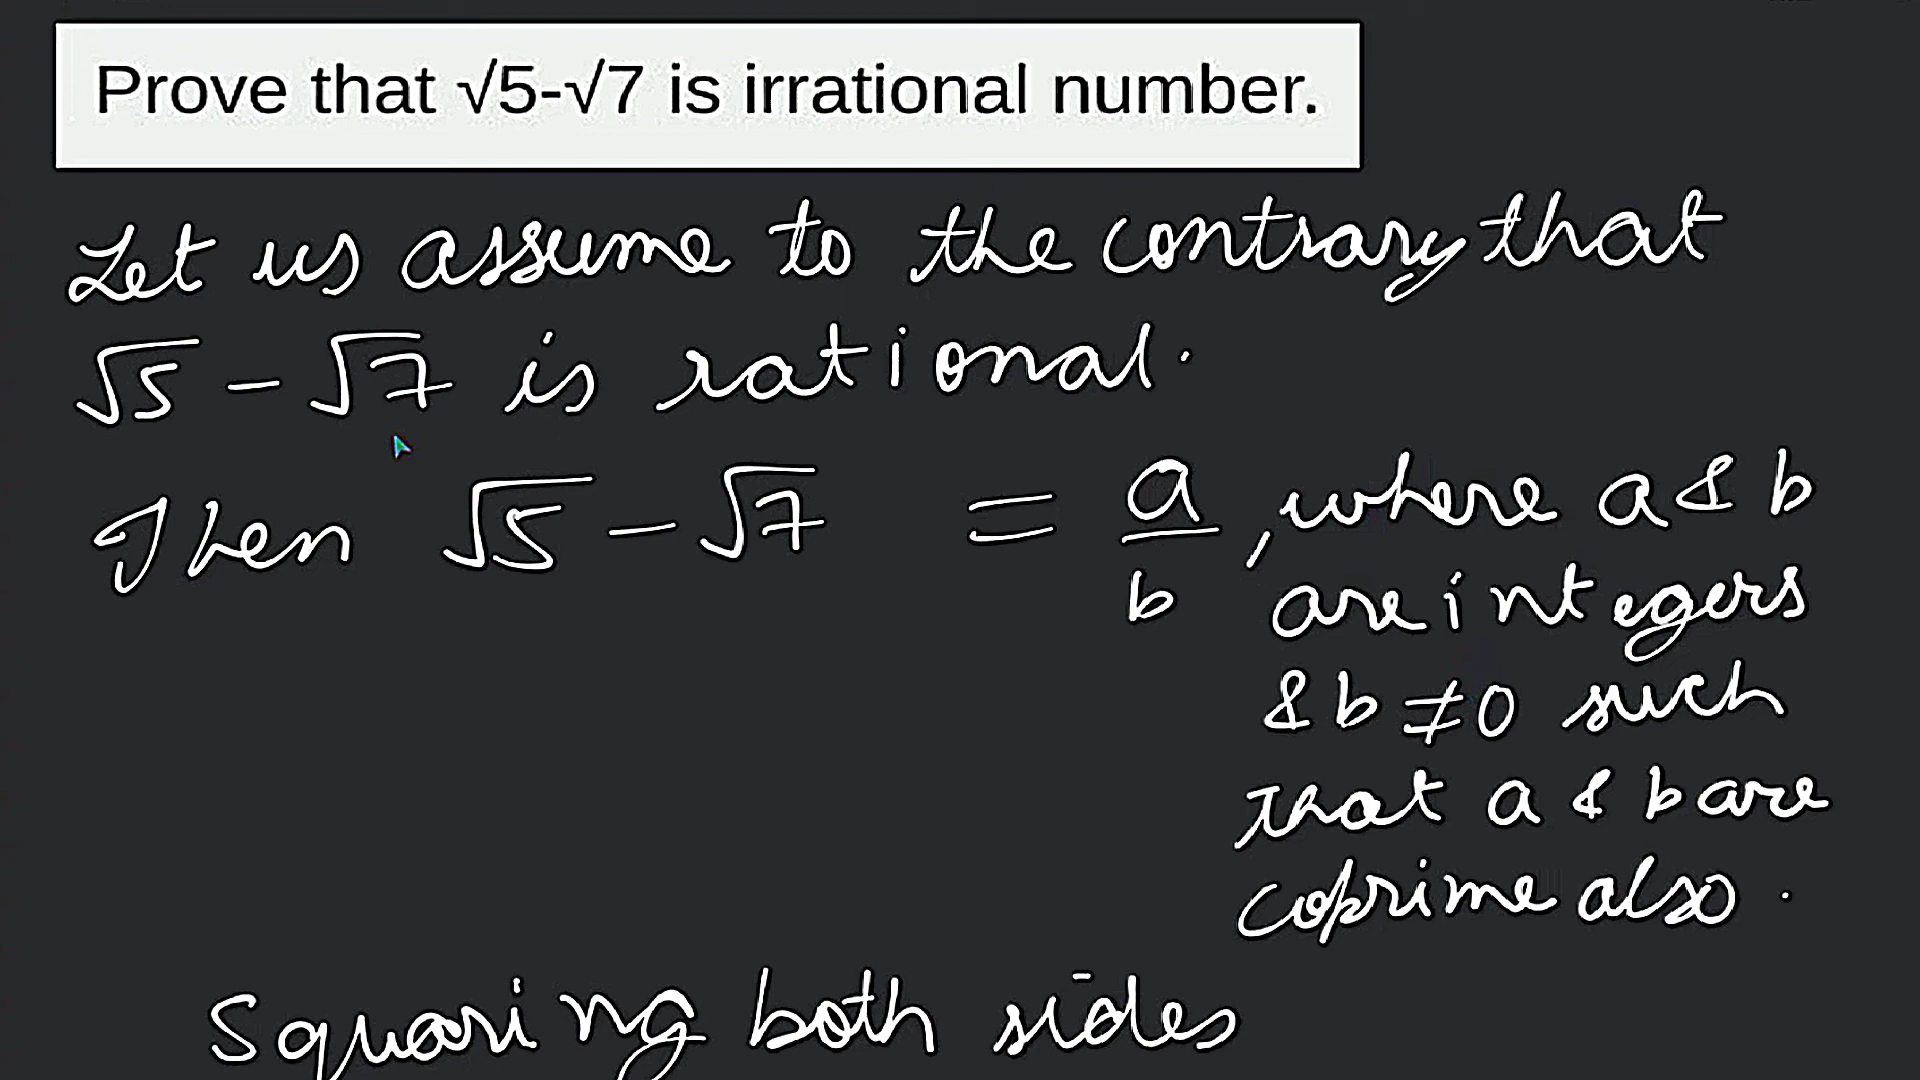 Prove that √5-√7 is irrational number.
Let us assume to the contrary that
√5 - √7 is rational.
Then √5 - √7 = a/b , where a & b
are integers
& b ≠ 0 such
that a & b are
coprime also .
Squaring both sides